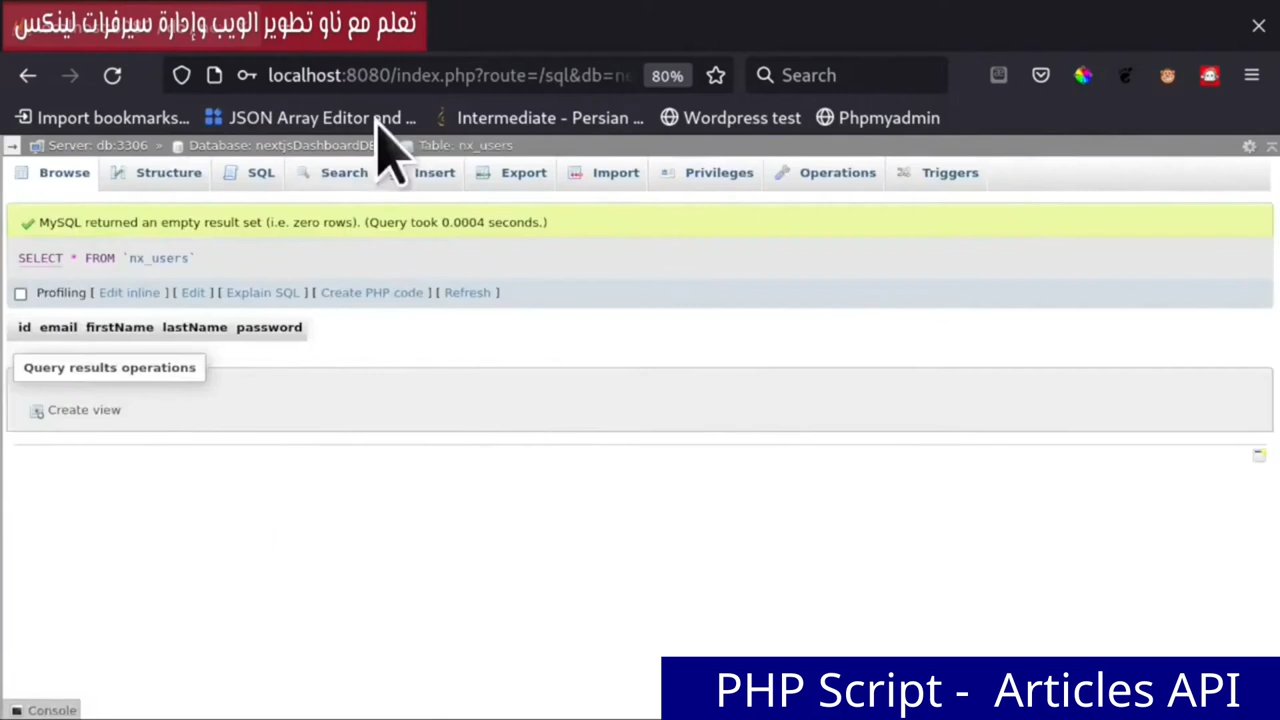 تعلم مع ناو تطوير الويب وإدارة سيرفرات لينكس
localhost:8080/index.php?route=/sql&db=ne
80%
Search
Import bookmarks...
JSON Array Editor and ...
Intermediate - Persian ...
Wordpress test
Phpmyadmin
Server: db:3306 »
Database: nextjsDashboardD
Table: nx_users
Browse
Structure
SQL
Search
Insert
Export
Import
Privileges
Operations
Triggers
MySQL returned an empty result set (i.e. zero rows). (Query took 0.0004 seconds.)
SELECT * FROM `nx_users`
Profiling [ Edit inline ] [ Edit ] [ Explain SQL ] [ Create PHP code ] [ Refresh ]
id email firstName lastName password
Query results operations
Create view
Console
PHP Script - Articles API